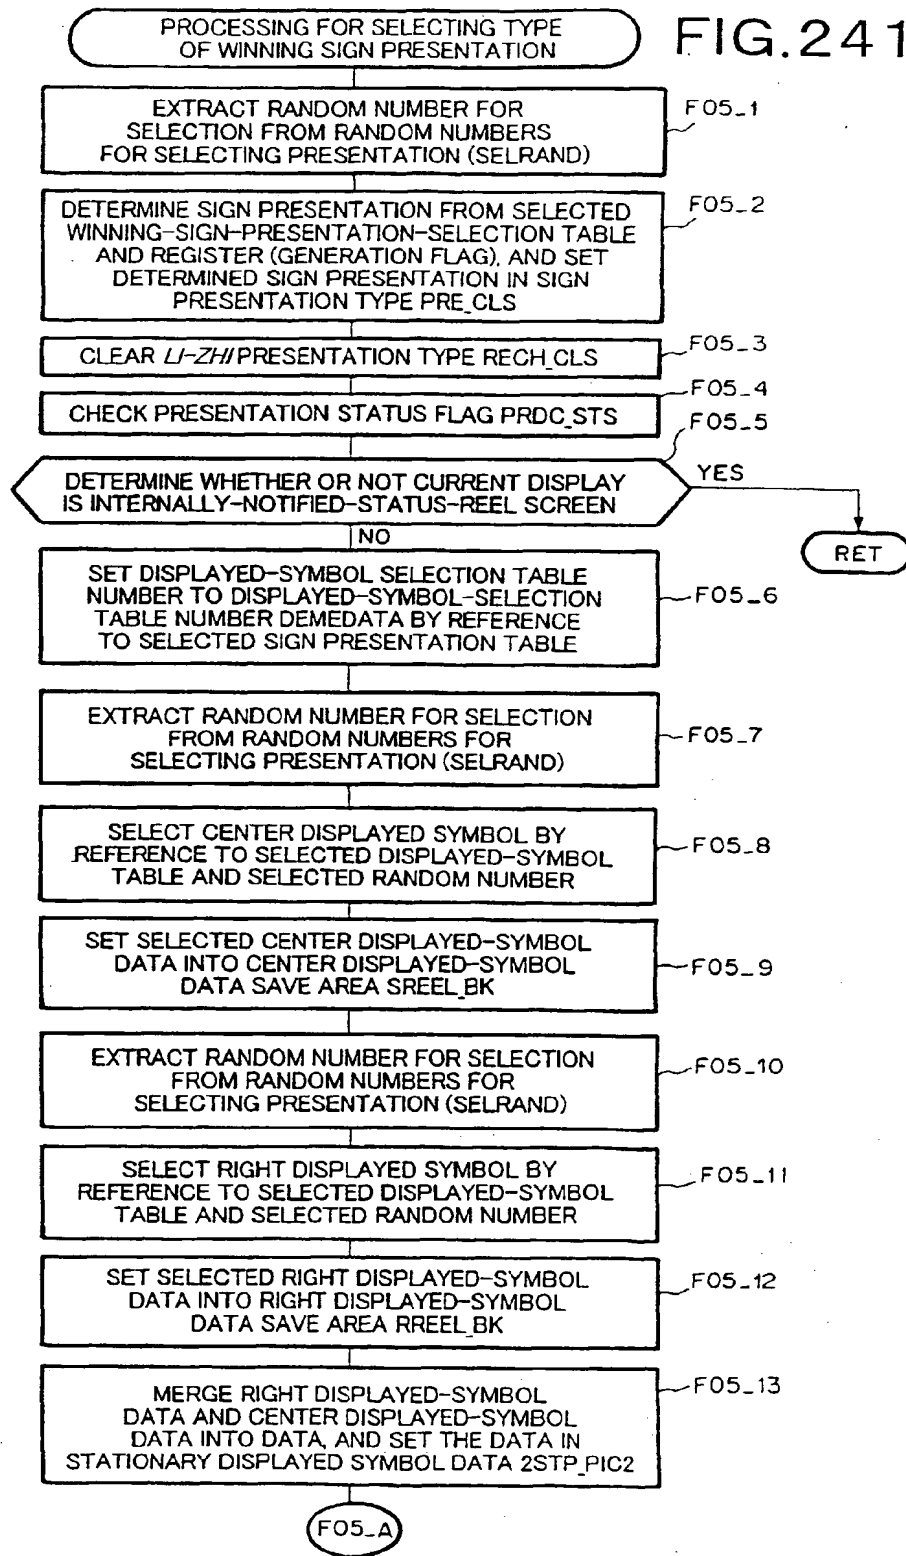 PROCESSING FOR SELECTING TYPE
OF WINNING SIGN PRESENTATION
FIG.241
EXTRACT RANDOM NUMBER FOR
SELECTION FROM RANDOM NUMBERS
FOR SELECTING PRESENTATION (SELRAND)
F05_1
DETERMINE SIGN PRESENTATION FROM SELECTED
WINNING-SIGN-PRESENTATION-SELECTION TABLE
AND REGISTER (GENERATION FLAG), AND SET
DETERMINED SIGN PRESENTATION IN SIGN
PRESENTATION TYPE PRE_CLS
F05_2
CLEAR LI-ZHI PRESENTATION TYPE RECH_CLS
F05_3
CHECK PRESENTATION STATUS FLAG PRDC_STS
F05_4
F05_5
DETERMINE WHETHER OR NOT CURRENT DISPLAY
IS INTERNALLY-NOTIFIED-STATUS-REEL SCREEN
YES
NO
RET
SET DISPLAYED-SYMBOL SELECTION TABLE
NUMBER TO DISPLAYED-SYMBOL-SELECTION
TABLE NUMBER DEMEDATA BY REFERENCE
TO SELECTED SIGN PRESENTATION TABLE
F05_6
EXTRACT RANDOM NUMBER FOR SELECTION
FROM RANDOM NUMBERS FOR
SELECTING PRESENTATION (SELRAND)
F05_7
SELECT CENTER DISPLAYED SYMBOL BY
REFERENCE TO SELECTED DISPLAYED-SYMBOL
TABLE AND SELECTED RANDOM NUMBER
F05_8
SET SELECTED CENTER DISPLAYED-SYMBOL
DATA INTO CENTER DISPLAYED-SYMBOL
DATA SAVE AREA SREEL_BK
F05_9
EXTRACT RANDOM NUMBER FOR SELECTION
FROM RANDOM NUMBERS FOR
SELECTING PRESENTATION (SELRAND)
F05_10
SELECT RIGHT DISPLAYED SYMBOL BY
REFERENCE TO SELECTED DISPLAYED-SYMBOL
TABLE AND SELECTED RANDOM NUMBER
F05_11
SET SELECTED RIGHT DISPLAYED-SYMBOL
DATA INTO RIGHT DISPLAYED-SYMBOL
DATA SAVE AREA RREEL_BK
F05_12
MERGE RIGHT DISPLAYED-SYMBOL
DATA AND CENTER DISPLAYED-SYMBOL
DATA INTO DATA, AND SET THE DATA IN
STATIONARY DISPLAYED SYMBOL DATA 2STP_PIC2
F05_13
F05_A